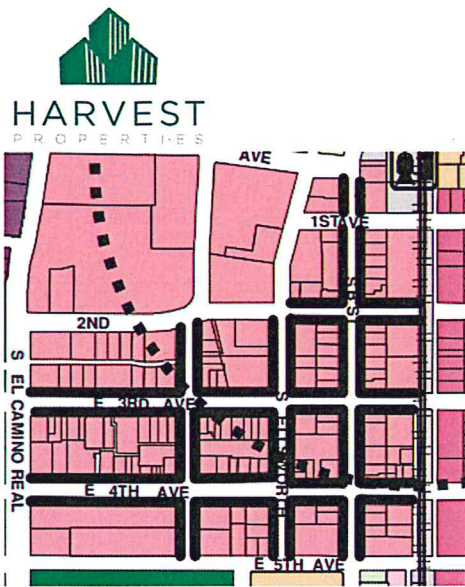 HARVEST
PROPERTIES
AVE
1ST AVE
S B S
2ND
S EL CAMINO REAL
E 3RD AVE
S ELLSWORTH
E 4TH AVE
E 5TH AVE